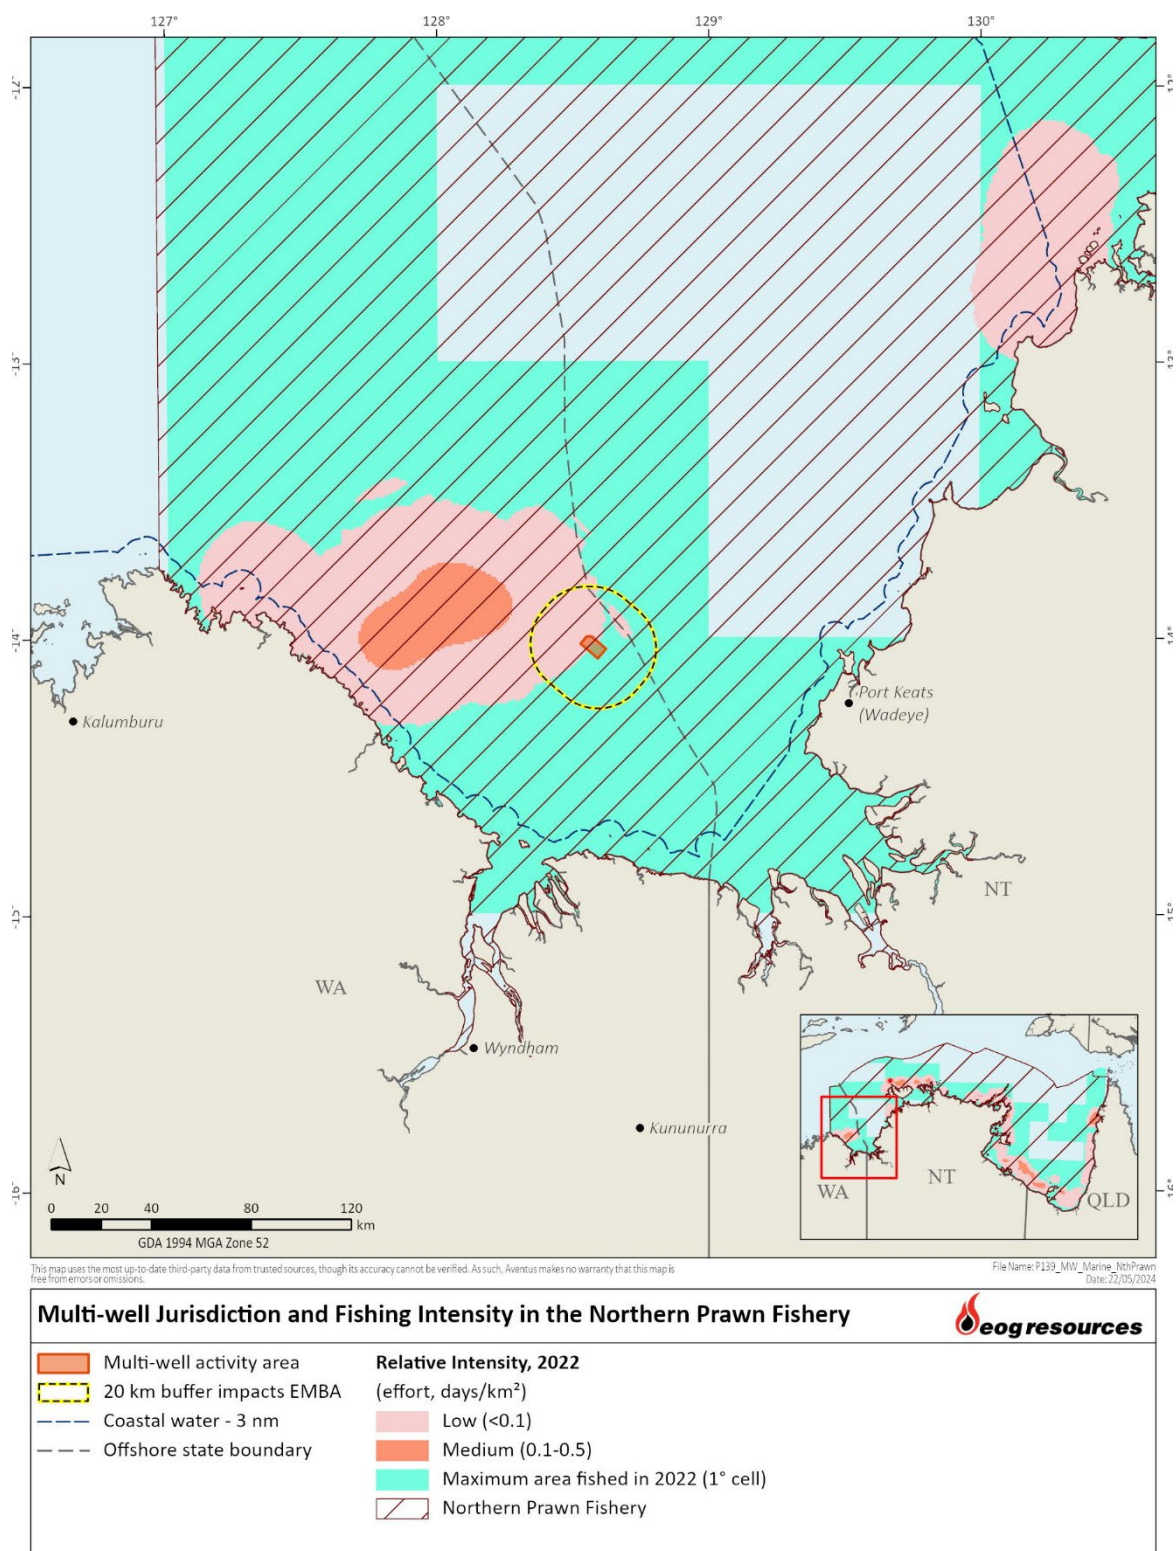 127° 128° 129° 130°
-12° 12°
-13° 13°
-14° 14°
Kalumburu
Port Keats
(Wadeye)
NT
-15° 15°
WA
Wyndham
Kununurra
N
-16° 16°
WA NT QLD
0 20 40 80 120
km
GDA 1994 MGA Zone 52
This map uses the most up-to-date third-party data from trusted sources, though its accuracy cannot be verified. As such, Aventus makes no warranty that this map is
free from errors or omissions.
File Name: P139_MW_Marine_NthPrawn
Date: 22/05/2024
Multi-well Jurisdiction and Fishing Intensity in the Northern Prawn Fishery
eog resources
Multi-well activity area
20 km buffer impacts EMBA
Coastal water - 3 nm
Offshore state boundary
Relative Intensity, 2022
(effort, days/km²)
Low (<0.1)
Medium (0.1-0.5)
Maximum area fished in 2022 (1° cell)
Northern Prawn Fishery